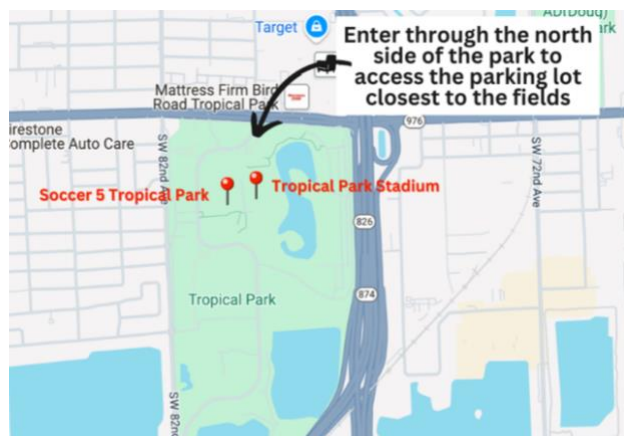 Target
Enter through the north
side of the park to
access the parking lot
closest to the fields
Mattress Firm Bird
Road Tropical Park
976
irestone
omplete Auto Care
SW 82nd Ave
SW 72nd Ave
Soccer 5 Tropical Park
Tropical Park Stadium
826
874
Tropical Park
SW 82